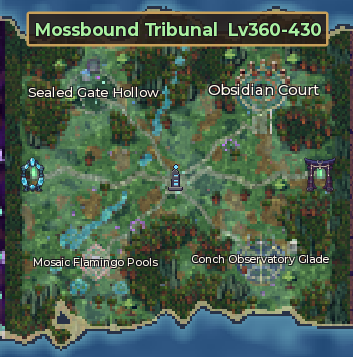 Mossbound Tribunal Lv360-430
Obsidian Court
Sealed Gate Hollow
Conch Observatory Glade
Mosaic Flamingo Pools